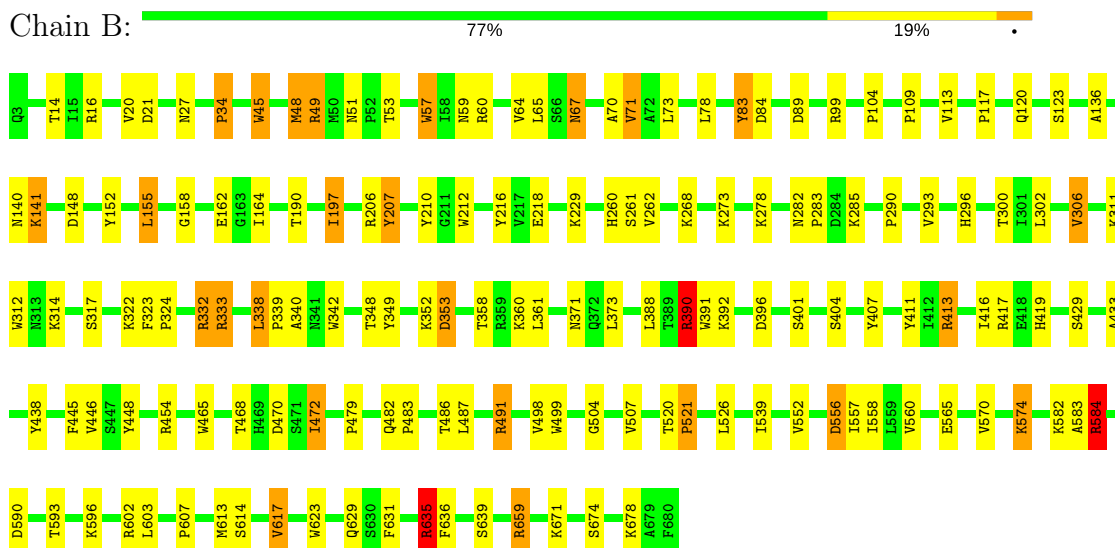 Chain B:
77% 19% •
Q3 T14 I15 R16 V20 D21 N27 P34 W45 M48 R49 M50 N51 P52 T53 W57 I58 N59 R60 V64 L65 S66 N67 A70 V71 A72 L73 L78 Y83 D84 D89 R99 P104 P109 V113 P117 Q120 S123 A136
N140 K141 D148 Y152 L155 G158 E162 G163 I164 T190 I197 R206 Y207 Y210 G211 W212 Y216 V217 E218 K229 H260 S261 V262 K268 K273 K278 N282 P283 D284 K285 P290 V293 H296 T300 I301 L302 V306 K311
W312 N313 K314 S317 K322 F323 P324 R332 R333 L338 P339 A340 N341 W342 T348 Y349 K352 D353 T358 R359 K360 L361 N371 Q372 L373 L388 T389 R390 W391 K392 D396 S401 S404 Y407 Y411 I412 R413 I416 R417 E418 H419 S429
Y438 F445 V446 S447 Y448 R454 W465 T468 H469 D470 S471 I472 P479 Q482 P483 T486 L487 R491 V498 W499 G504 V507 T520 P521 L526 I539 V552 D556 I557 I558 L559 V560 E565 V570 K574 K582 A583 R584
D590 T593 K596 R602 L603 P607 M613 S614 V617 W623 Q629 S630 F631 R635 F636 S639 R659 K671 S674 K678 A679 F680